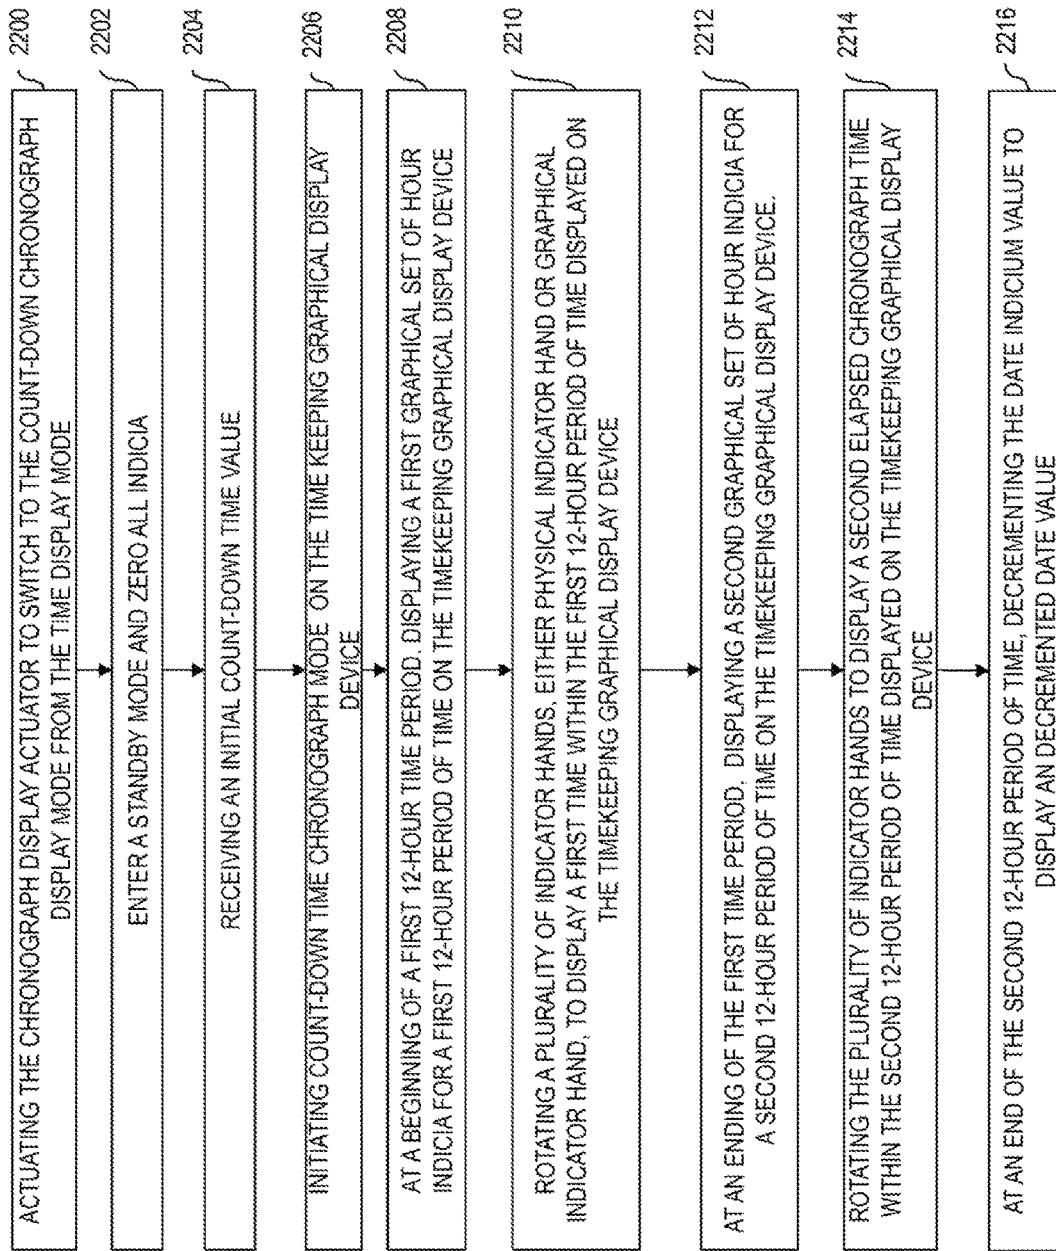 ACTUATING THE CHRONOGRAPH DISPLAY ACTUATOR TO SWITCH TO THE COUNT-DOWN CHRONOGRAPH
DISPLAY MODE FROM THE TIME DISPLAY MODE
2200
ENTER A STANDBY MODE AND ZERO ALL INDICIA
2202
RECEIVING AN INITIAL COUNT-DOWN TIME VALUE
2204
INITIATING COUNT-DOWN TIME CHRONOGRAPH MODE ON THE TIME KEEPING GRAPHICAL DISPLAY
DEVICE
2206
AT A BEGINNING OF A FIRST 12-HOUR TIME PERIOD, DISPLAYING A FIRST GRAPHICAL SET OF HOUR
INDICIA FOR A FIRST 12-HOUR PERIOD OF TIME ON THE TIMEKEEPING GRAPHICAL DISPLAY DEVICE
2208
ROTATING A PLURALITY OF INDICATOR HANDS, EITHER PHYSICAL INDICATOR HAND OR GRAPHICAL
INDICATOR HAND, TO DISPLAY A FIRST TIME WITHIN THE FIRST 12-HOUR PERIOD OF TIME DISPLAYED ON
THE TIMEKEEPING GRAPHICAL DISPLAY DEVICE
2210
AT AN ENDING OF THE FIRST TIME PERIOD, DISPLAYING A SECOND GRAPHICAL SET OF HOUR INDICIA FOR
A SECOND 12-HOUR PERIOD OF TIME ON THE TIMEKEEPING GRAPHICAL DISPLAY DEVICE.
2212
ROTATING THE PLURALITY OF INDICATOR HANDS TO DISPLAY A SECOND ELAPSED CHRONOGRAPH TIME
WITHIN THE SECOND 12-HOUR PERIOD OF TIME DISPLAYED ON THE TIMEKEEPING GRAPHICAL DISPLAY
DEVICE
2214
AT AN END OF THE SECOND 12-HOUR PERIOD OF TIME, DECREMENTING THE DATE INDICIUM VALUE TO
DISPLAY AN DECREMENTED DATE VALUE
2216